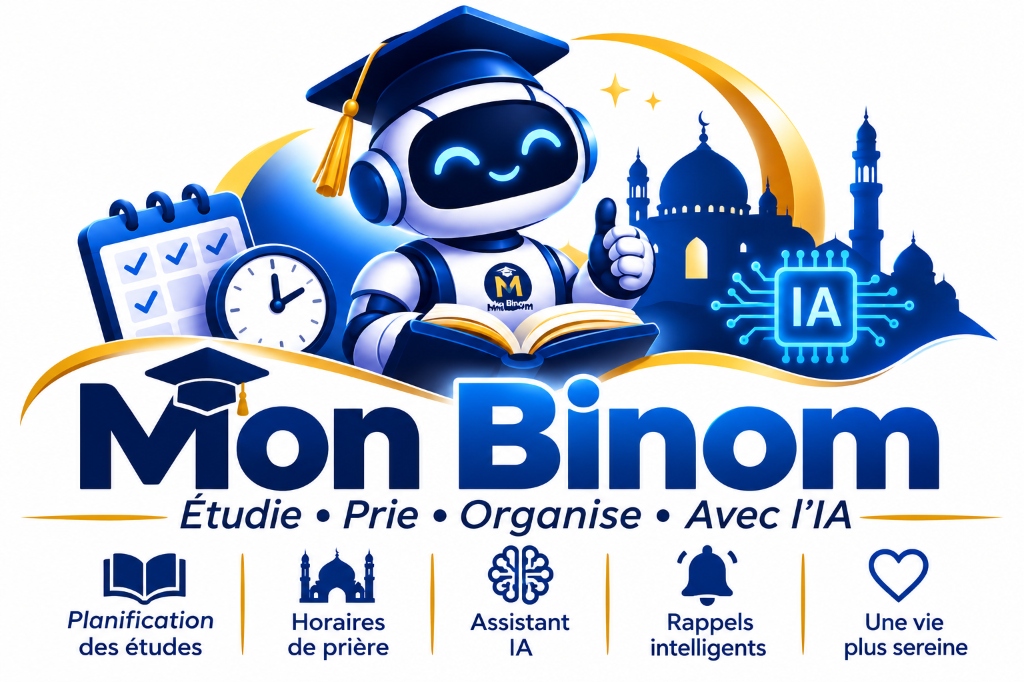 IA
M
Mon Binom
Étudie • Prie • Organise • Avec l'IA
Planification
des études
Horaires
de prière
Assistant
IA
Rappels
intelligents
Une vie
plus sereine